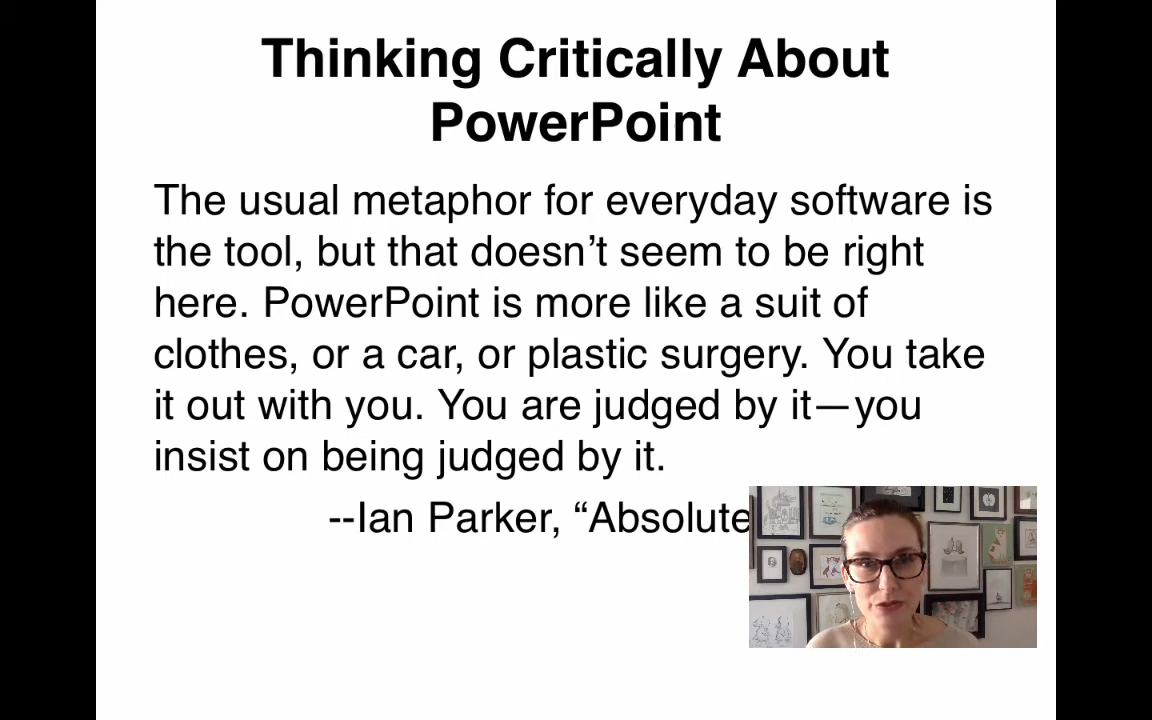 Thinking Critically About
PowerPoint
The usual metaphor for everyday software is
the tool, but that doesn’t seem to be right
here. PowerPoint is more like a suit of
clothes, or a car, or plastic surgery. You take
it out with you. You are judged by it—you
insist on being judged by it.
--Ian Parker, “Absolute